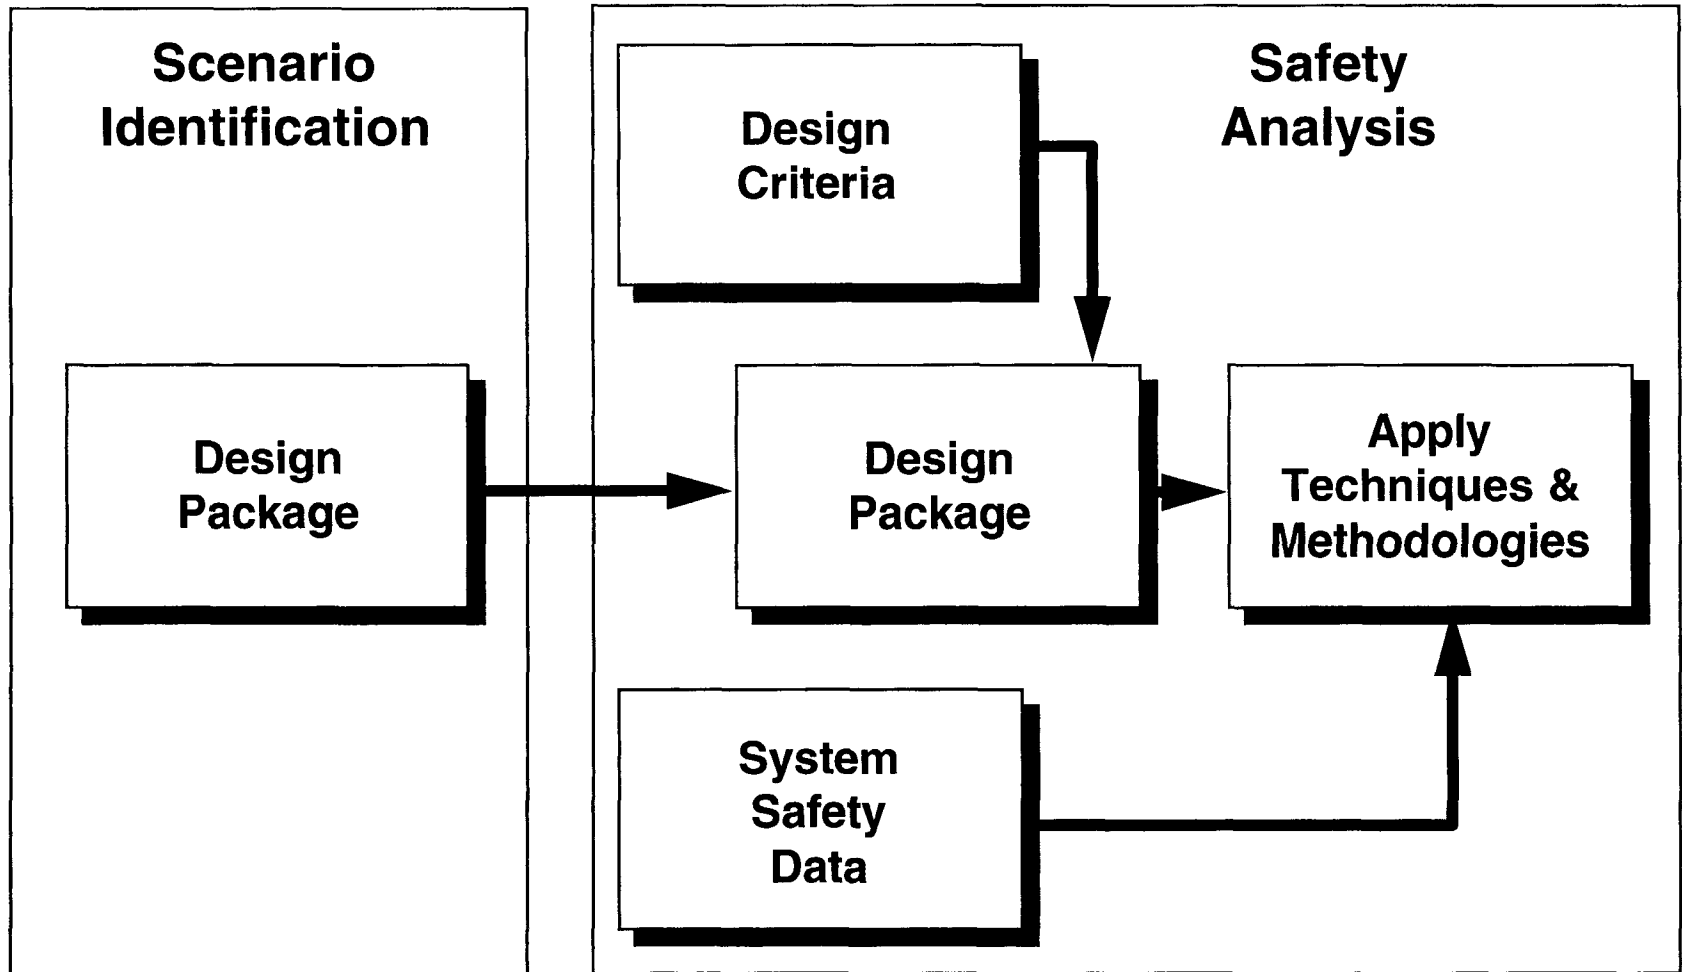 Scenario
Identification
Design
Package
Safety
Analysis
Design
Criteria
Design
Package
Apply
Techniques &
Methodologies
System
Safety
Data